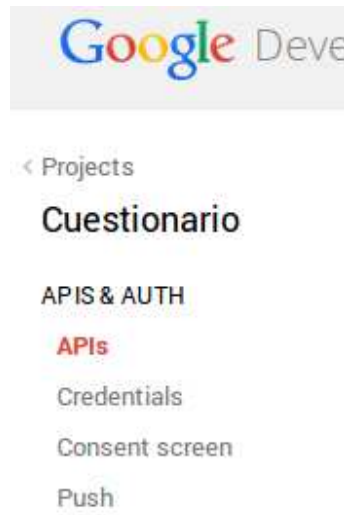 Google Deve
< Projects
Cuestionario
APIS & AUTH
APIs
Credentials
Consent screen
Push